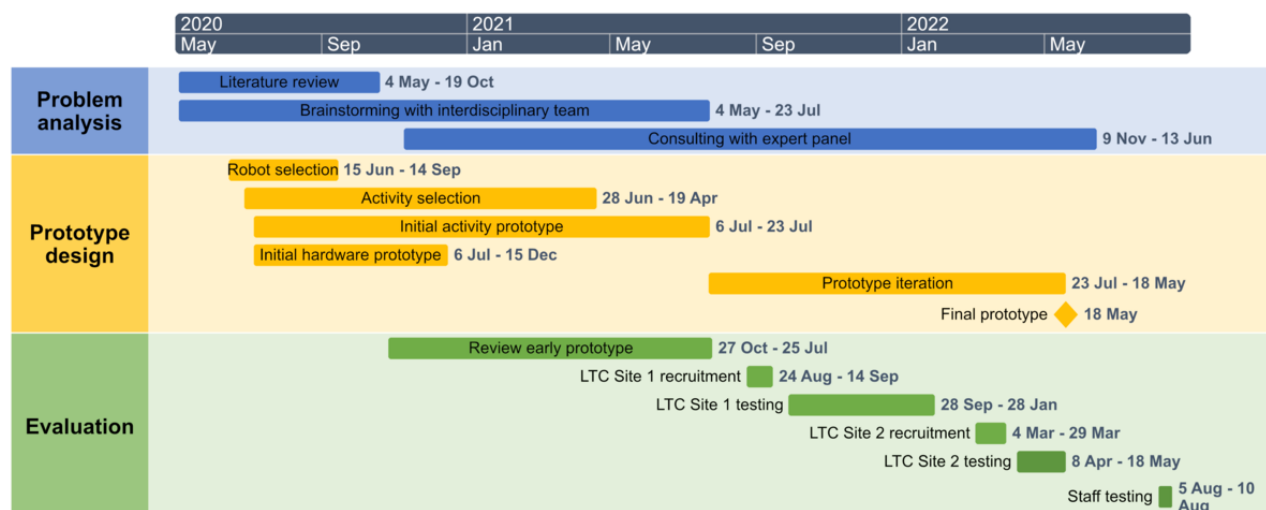 2020 2021 2022
May Sep Jan May Sep Jan May
Problem
analysis
Literature review 4 May - 19 Oct
Brainstorming with interdisciplinary team 4 May - 23 Jul
Consulting with expert panel 9 Nov - 13 Jun
Prototype
design
Robot selection 15 Jun - 14 Sep
Activity selection 28 Jun - 19 Apr
Initial activity prototype 6 Jul - 23 Jul
Initial hardware prototype 6 Jul - 15 Dec
Prototype iteration 23 Jul - 18 May
Final prototype 18 May
Evaluation
Review early prototype 27 Oct - 25 Jul
LTC Site 1 recruitment 24 Aug - 14 Sep
LTC Site 1 testing 28 Sep - 28 Jan
LTC Site 2 recruitment 4 Mar - 29 Mar
LTC Site 2 testing 8 Apr - 18 May
Staff testing 5 Aug - 10
Aug